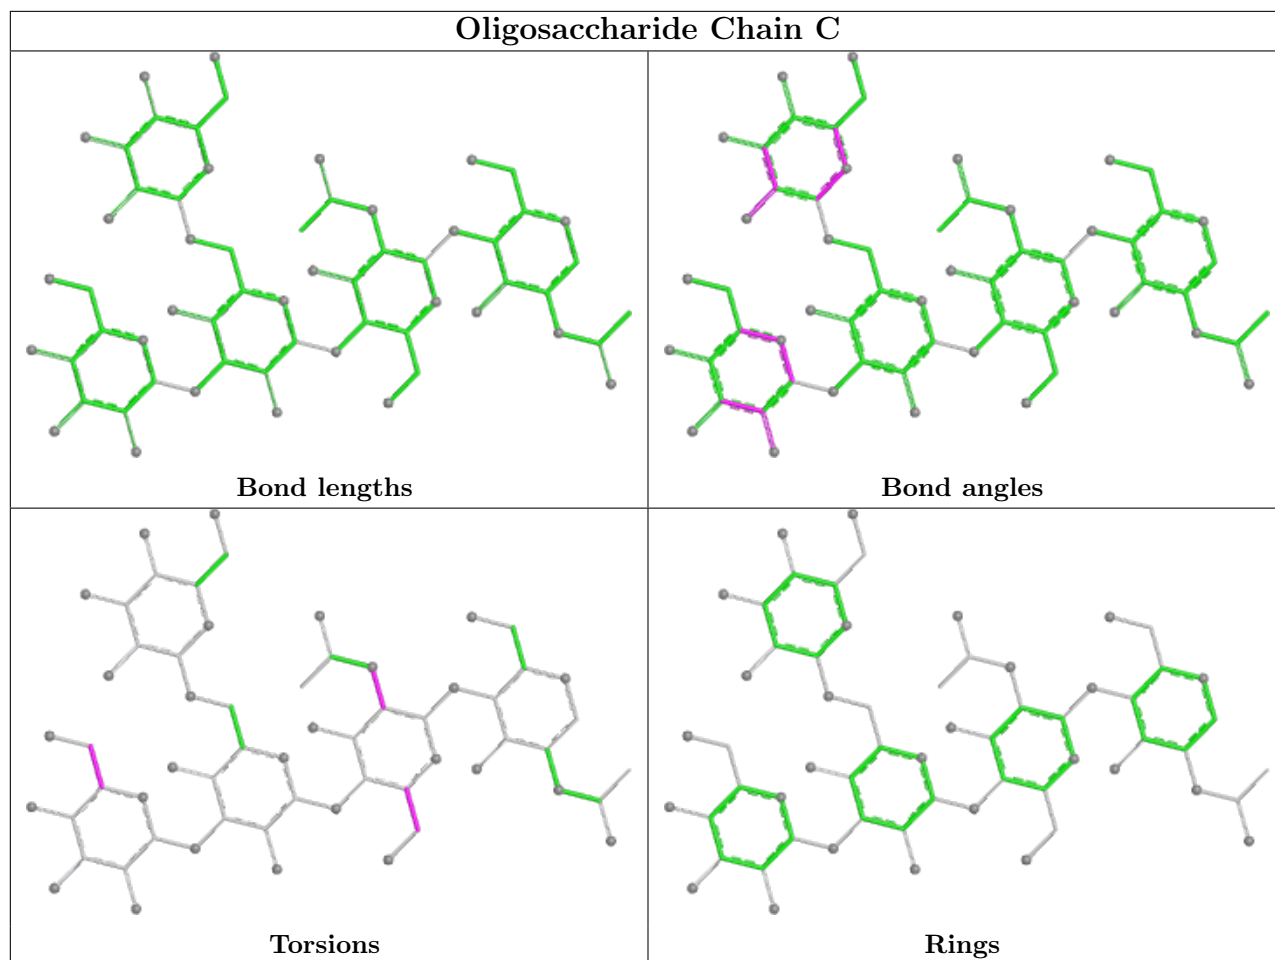 Oligosaccharide Chain C
Bond lengths
Bond angles
Torsions
Rings